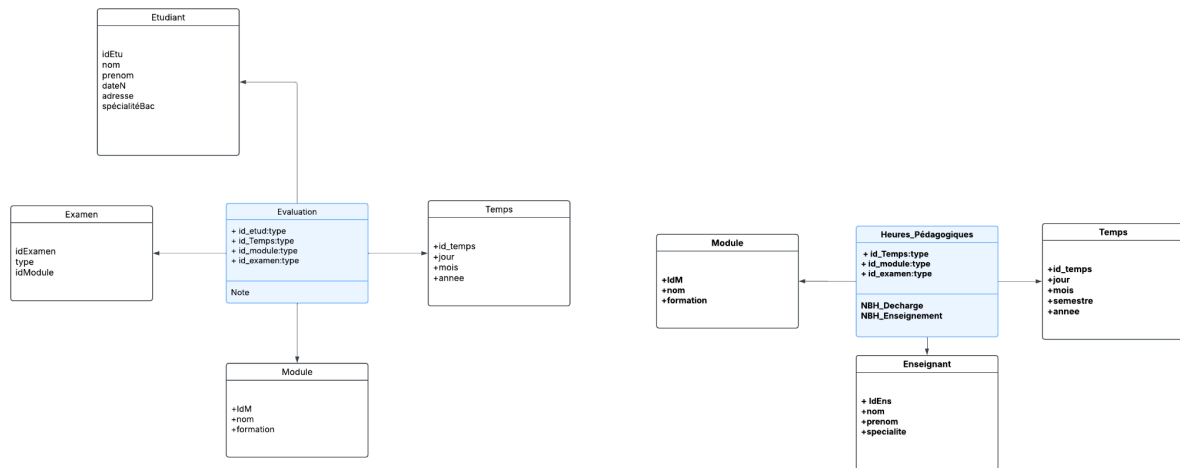 Etudiant
idEtu
nom
prenom
dateN
adresse
spécialitéBac
Examen
idExamen
type
idModule
Evaluation
+ id_etud:type
+ id_Temps:type
+ id_module:type
+ id_examen:type
Note
Temps
+id_temps
+jour
+mois
+annee
Module
+IdM
+nom
+formation
Module
+IdM
+nom
+formation
Heures_Pédagogiques
+ id_Temps:type
+ id_module:type
+ id_examen:type
NBH_Decharge
NBH_Enseignement
Temps
+id_temps
+jour
+mois
+semestre
+annee
Enseignant
+ IdEns
+nom
+prenom
+specialite